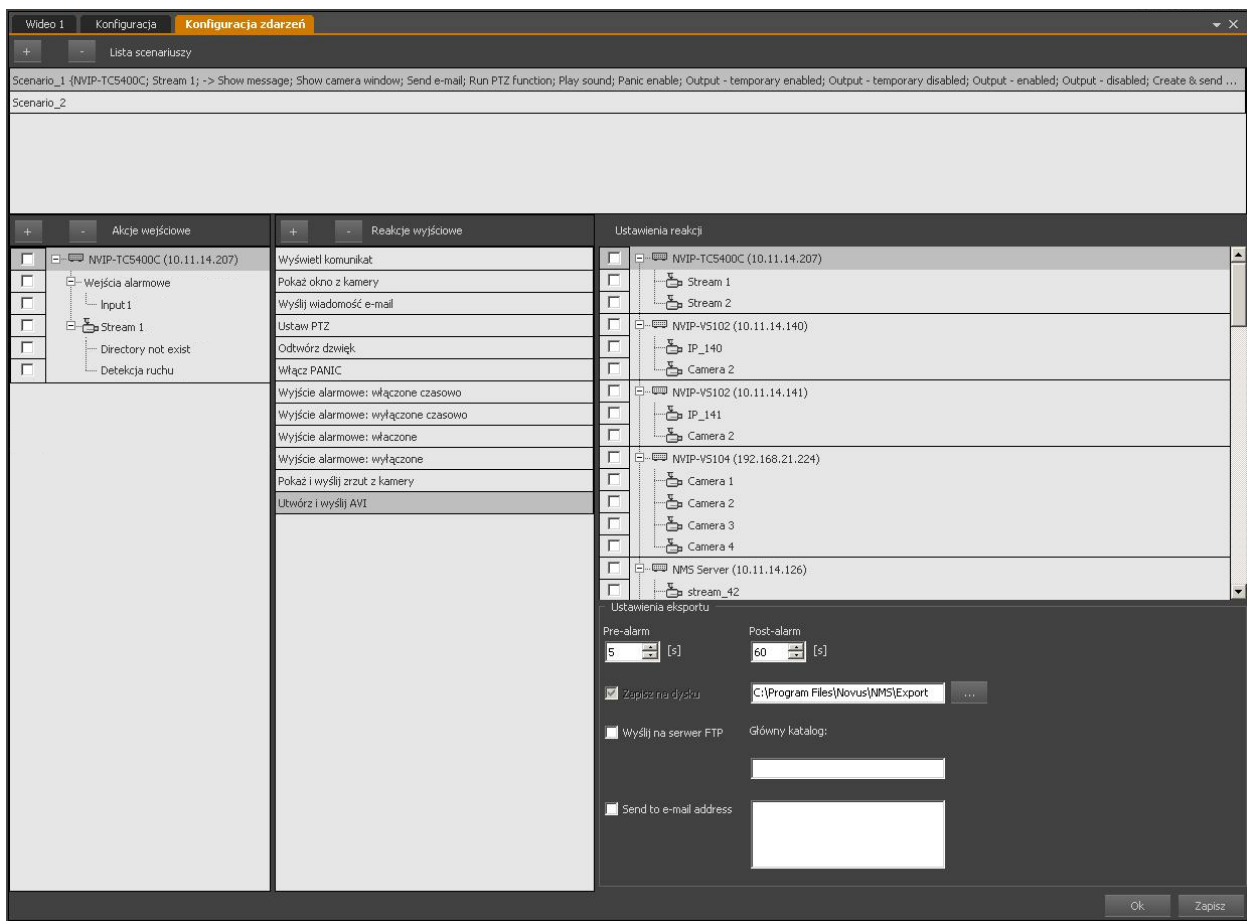 Wideo 1 Konfiguracja Konfiguracja zdarzeń
+ - Lista scenariuszy
Scenario_1 {NVIP-TC5400C; Stream 1; -> Show message; Show camera window; Send e-mail; Run PTZ function; Play sound; Panic enable; Output - temporary enabled; Output - temporary disabled; Output - enabled; Output - disabled; Create & send ...
Scenario_2
+ - Akcje wejściowe
NVIP-TC5400C (10.11.14.207)
Wejścia alarmowe
Input1
Stream 1
Directory not exist
Detekcja ruchu
+ - Reakcje wyjściowe
Wyświetl komunikat
Pokaż okno z kamery
Wyślij wiadomość e-mail
Ustaw PTZ
Odtwórz dzwięk
Włącz PANIC
Wyjście alarmowe: włączone czasowo
Wyjście alarmowe: wyłączone czasowo
Wyjście alarmowe: właczone
Wyjście alarmowe: wyłączone
Pokaż i wyślij zrzut z kamery
Utwórz i wyślij AVI
Ustawienia reakcji
NVIP-TC5400C (10.11.14.207)
Stream 1
Stream 2
NVIP-VS102 (10.11.14.140)
IP_140
Camera 2
NVIP-VS102 (10.11.14.141)
IP_141
Camera 2
NVIP-VS104 (192.168.21.224)
Camera 1
Camera 2
Camera 3
Camera 4
NMS Server (10.11.14.126)
stream_42
Ustawienia eksportu
Pre-alarm Post-alarm
5 [s] 60 [s]
Zapisz na dysku C:\Program Files\Novus\NMS\Export ...
Wyślij na serwer FTP Główny katalog:
Send to e-mail address
Ok Zapisz